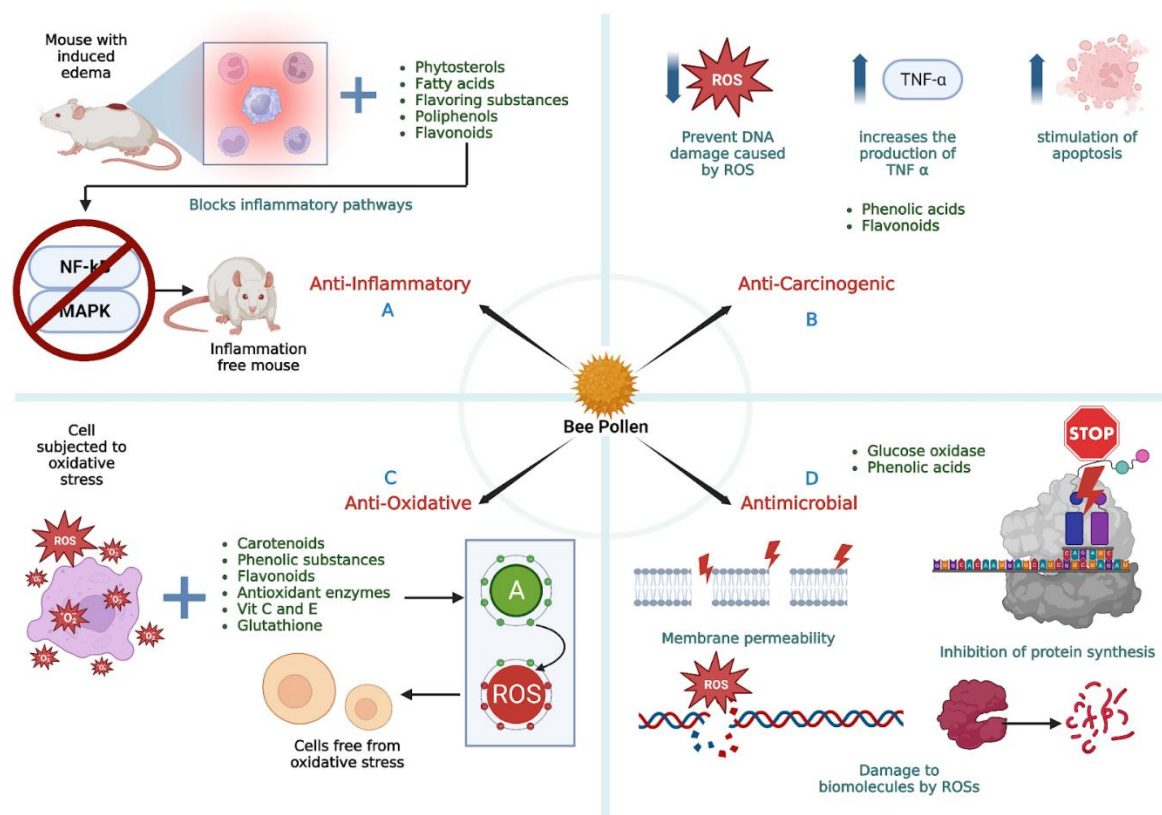 Mouse with
induced
edema
• Phytosterols
• Fatty acids
• Flavoring substances
• Poliphenols
• Flavonoids
Blocks inflammatory pathways
NF-kB
MAPK
Inflammation
free mouse
Anti-Inflammatory
A
ROS
Prevent DNA
damage caused
by ROS
TNF-α
increases the
production of
TNF α
stimulation of
apoptosis
• Phenolic acids
• Flavonoids
Anti-Carcinogenic
B
Bee Pollen
Cell
subjected to
oxidative
stress
ROS
• Carotenoids
• Phenolic substances
• Flavonoids
• Antioxidant enzymes
• Vit C and E
• Glutathione
C
Anti-Oxidative
A
ROS
Cells free from
oxidative stress
D
Antimicrobial
• Glucose oxidase
• Phenolic acids
STOP
Membrane permeability
Inhibition of protein synthesis
ROS
Damage to
biomolecules by ROSs